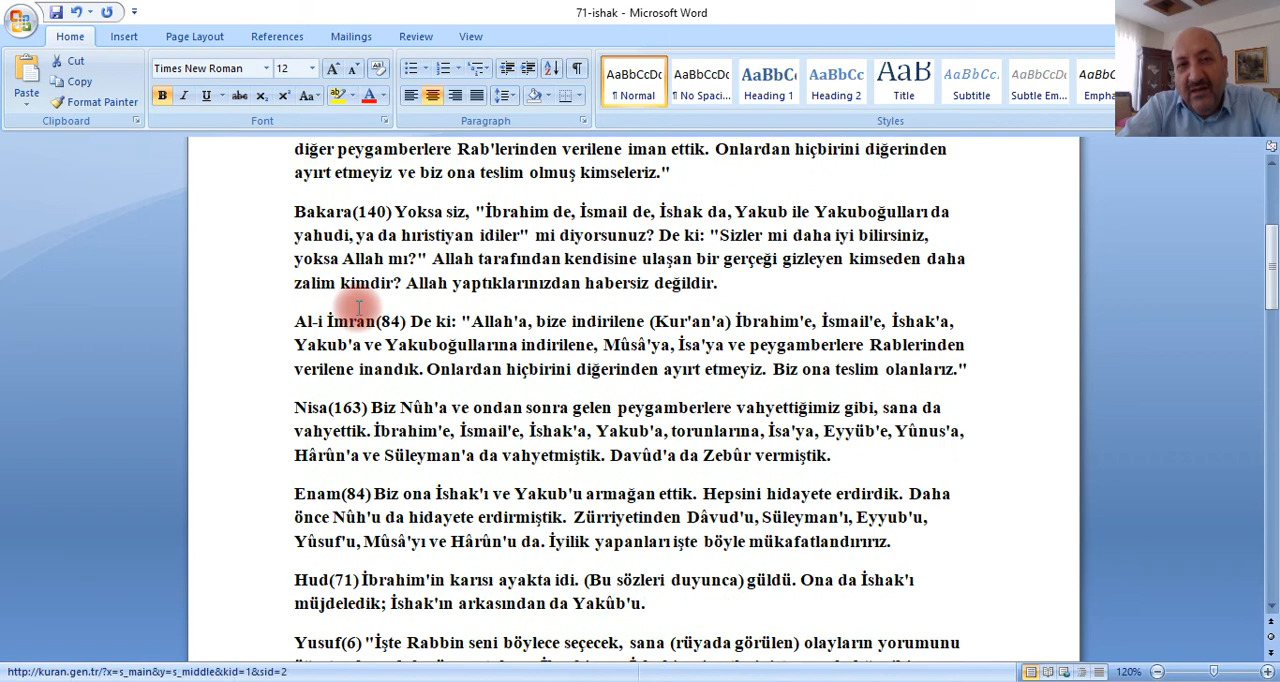 71-ishak - Microsoft Word
Home Insert Page Layout References Mailings Review View
Paste
Cut
Copy
Format Painter
Clipboard
Times New Roman 12
B I U abc x₂ x² Aa
Font
Paragraph
AaBbCcDc AaBbCcDc AaBbCc AaBbCc AaB AaBbCc. AaBbCcDc AaBbCc
¶ Normal ¶ No Spaci... Heading 1 Heading 2 Title Subtitle Subtle Em... Empha
Styles
diğer peygamberlere Rab'lerinden verilene iman ettik. Onlardan hiçbirini diğerinden
ayırt etmeyiz ve biz ona teslim olmuş kimseleriz."
Bakara(140) Yoksa siz, "İbrahim de, İsmail de, İshak da, Yakub ile Yakuboğulları da
yahudi, ya da hıristiyan idiler" mi diyorsunuz? De ki: "Sizler mi daha iyi bilirsiniz,
yoksa Allah mı?" Allah tarafından kendisine ulaşan bir gerçeği gizleyen kimseden daha
zalim kimdir? Allah yaptıklarınızdan habersiz değildir.
Al-i İmran(84) De ki: "Allah'a, bize indirilene (Kur'an'a) İbrahim'e, İsmail'e, İshak'a,
Yakub'a ve Yakuboğullarına indirilene, Mûsâ'ya, İsa'ya ve peygamberlere Rablerinden
verilene inandık. Onlardan hiçbirini diğerinden ayırt etmeyiz. Biz ona teslim olanlarız."
Nisa(163) Biz Nûh'a ve ondan sonra gelen peygamberlere vahyettiğimiz gibi, sana da
vahyettik. İbrahim'e, İsmail'e, İshak'a, Yakub'a, torunlarına, İsa'ya, Eyyüb'e, Yûnus'a,
Hârûn'a ve Süleyman'a da vahyetmiştik. Davûd'a da Zebûr vermiştik.
Enam(84) Biz ona İshak'ı ve Yakub'u armağan ettik. Hepsini hidayete erdirdik. Daha
önce Nûh'u da hidayete erdirmiştik. Zürriyetinden Dâvud'u, Süleyman'ı, Eyyub'u,
Yûsuf'u, Mûsâ'yı ve Hârûn'u da. İyilik yapanları işte böyle mükafatlandırırız.
Hud(71) İbrahim'in karısı ayakta idi. (Bu sözleri duyunca) güldü. Ona da İshak'ı
müjdeledik; İshak'ın arkasından da Yakûb'u.
Yusuf(6) "İşte Rabbin seni böylece seçecek, sana (rüyada görülen) olayların yorumunu
http://kuran.gen.tr/?x=s_main&y=s_middle&kid=1&sid=2
120%